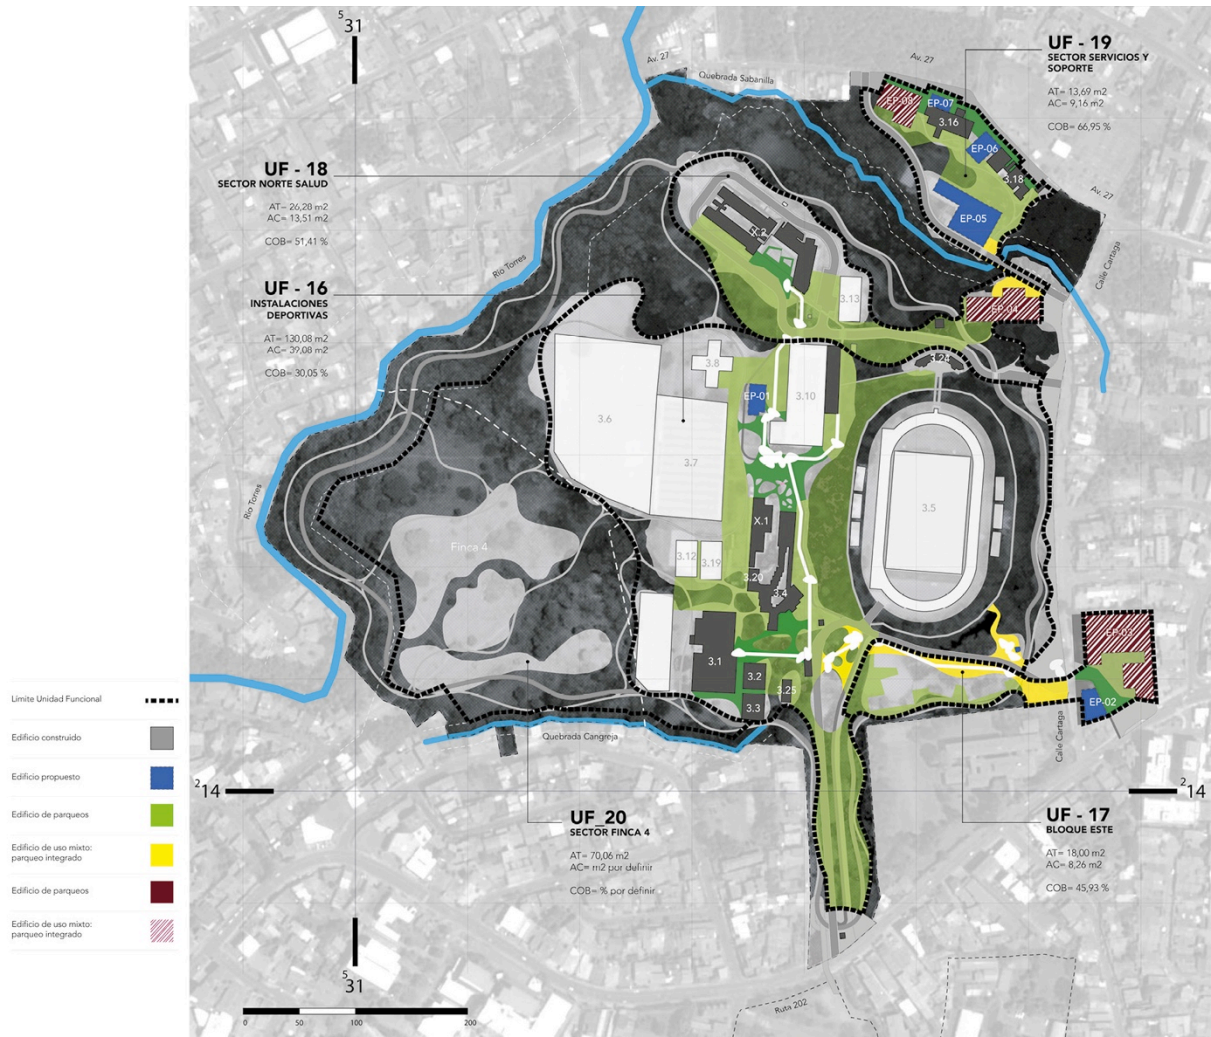 5
31
Av. 27
Quebrada Sabanilla
Av. 27
UF - 19
SECTOR SERVICIOS Y
SOPORTE
AT= 13,69 m2
AC= 9,16 m2
COB= 66,95 %
EP-08
EP-07
3.16
EP-06
3.18
EP-05
Av. 27
Calle Cartaga
UF - 18
SECTOR NORTE SALUD
AT= 26,28 m2
AC= 13,51 m2
COB= 51,41 %
X.2
Río Torres
UF - 16
INSTALACIONES
DEPORTIVAS
AT= 130,08 m2
AC= 39,08 m2
COB= 30,05 %
3.13
EP-04
3.24
3.8
EP-01
3.10
3.6
3.7
3.5
Río Torres
X.1
Finca 4
3.12
3.19
3.20
3.4
EP-03
3.1
3.2
3.25
3.3
EP-02
Calle Cartaga
Quebrada Cangreja
Límite Unidad Funcional
Edificio construido
Edificio propuesto
Edificio de parqueos
Edificio de uso mixto:
parqueo integrado
Edificio de parqueos
Edificio de uso mixto:
parqueo integrado
2
14
2
14
UF_20
SECTOR FINCA 4
AT= 70,06 m2
AC= m2 por definir
COB= % por definir
UF - 17
BLOQUE ESTE
AT= 18,00 m2
AC= 8,26 m2
COB= 45,93 %
5
31
Ruta 202
0
50
100
200